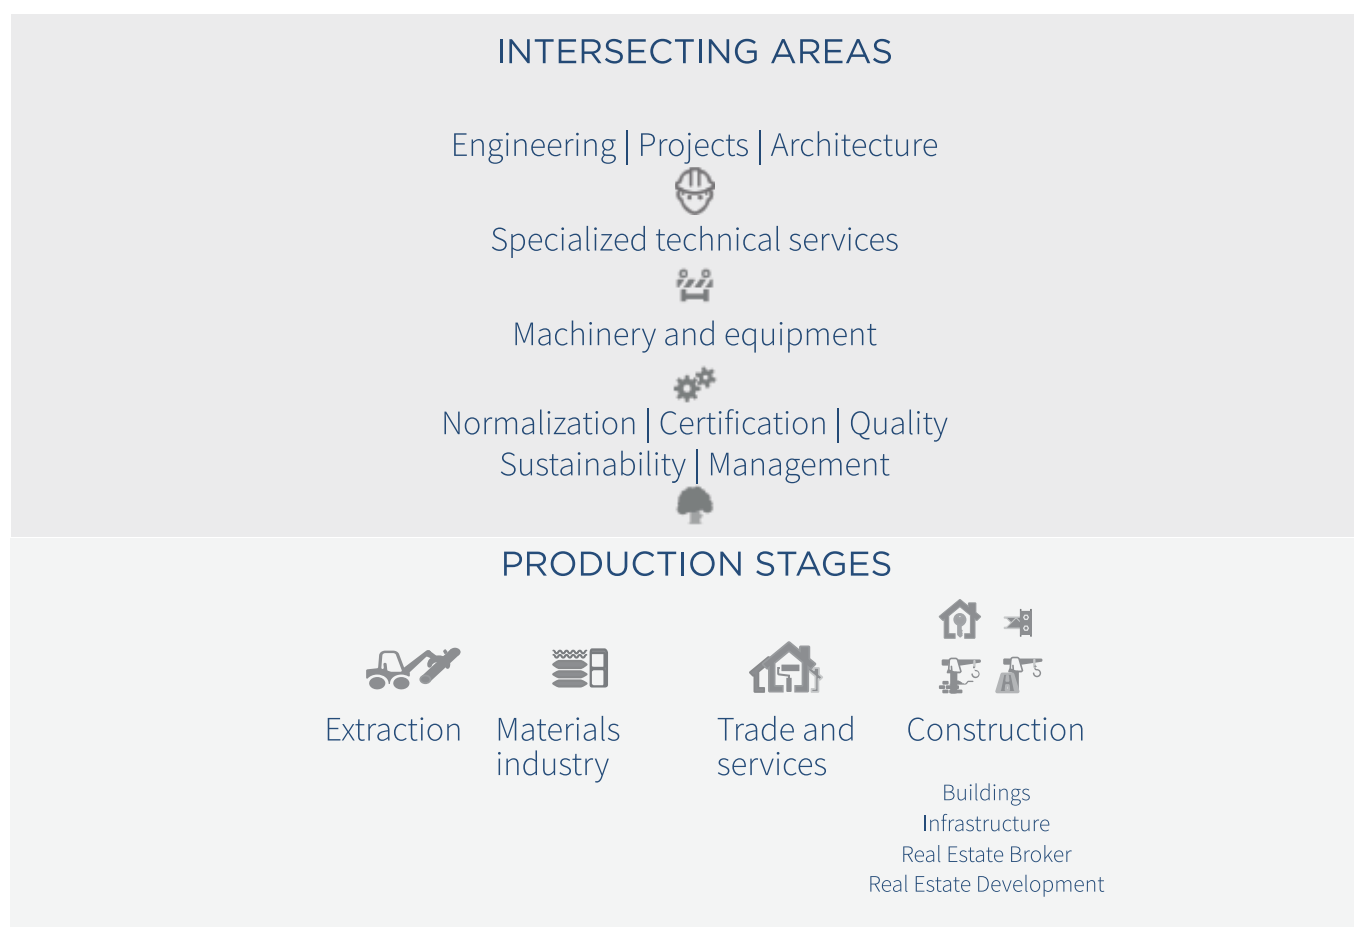 INTERSECTING AREAS
Engineering | Projects | Architecture
Specialized technical services
Machinery and equipment
Normalization | Certification | Quality
Sustainability | Management
PRODUCTION STAGES
Extraction
Materials
industry
Trade and
services
Construction
Buildings
Infrastructure
Real Estate Broker
Real Estate Development